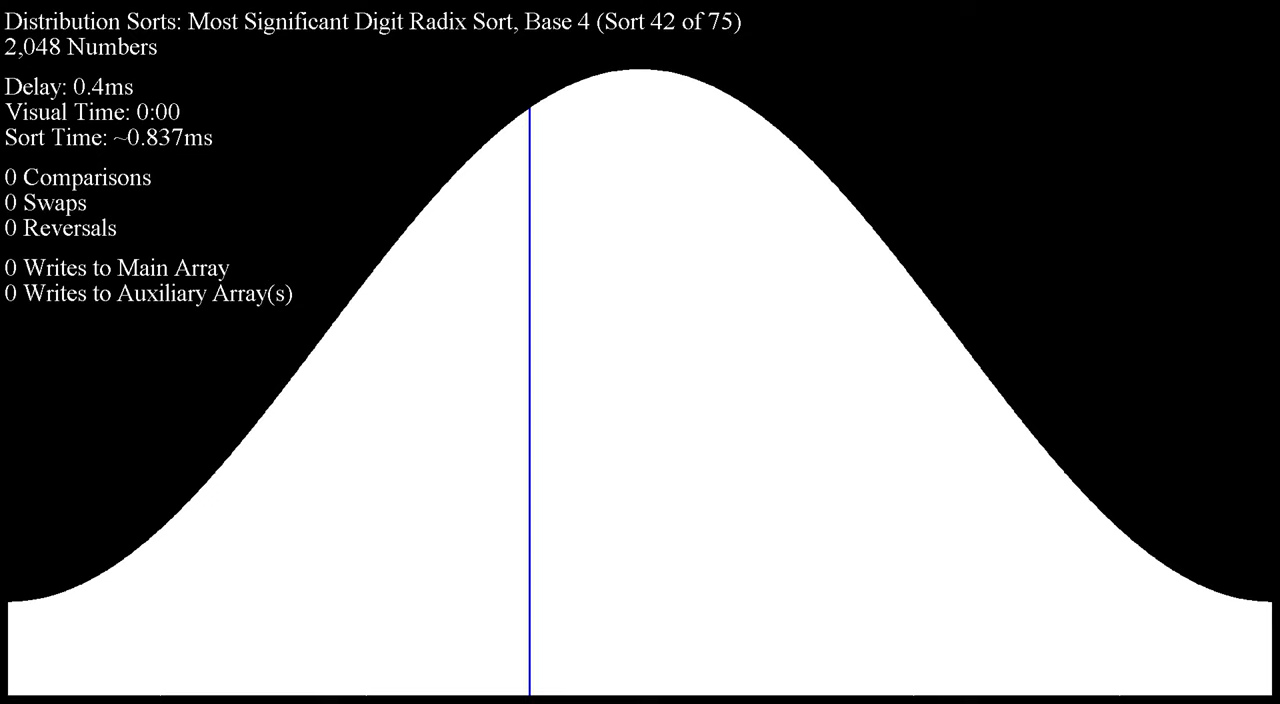 Distribution Sorts: Most Significant Digit Radix Sort, Base 4 (Sort 42 of 75)
2,048 Numbers
Delay: 0.4ms
Visual Time: 0:00
Sort Time: ~0.837ms
0 Comparisons
0 Swaps
0 Reversals
0 Writes to Main Array
0 Writes to Auxiliary Array(s)